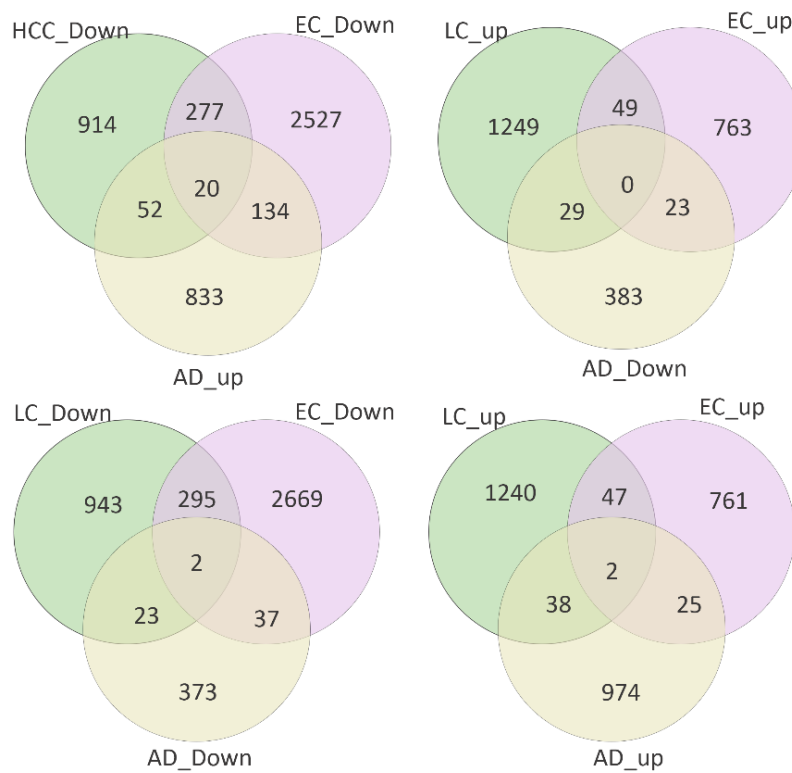 HCC_Down
EC_Down
914
277
2527
20
52
134
833
AD_up
LC_up
EC_up
1249
49
763
0
29
23
383
AD_Down
LC_Down
EC_Down
943
295
2669
2
23
37
373
AD_Down
LC_up
EC_up
1240
47
761
2
38
25
974
AD_up